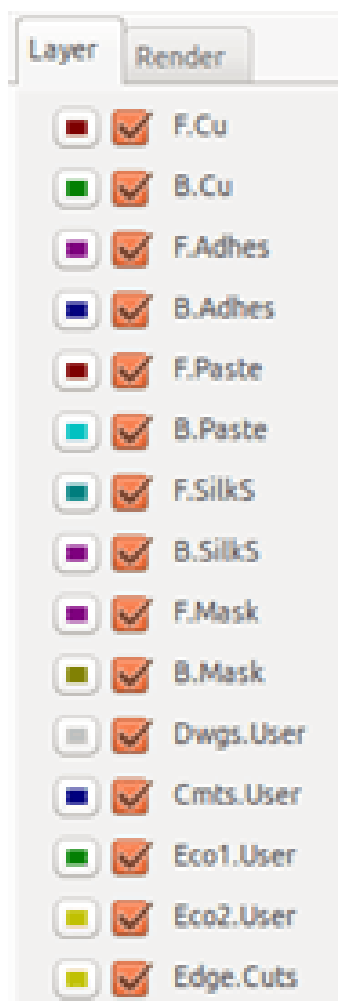 Layer Render
F.Cu
B.Cu
F.Adhes
B.Adhes
F.Paste
B.Paste
F.SilkS
B.SilkS
F.Mask
B.Mask
Dwgs.User
Cmts.User
Eco1.User
Eco2.User
Edge.Cuts